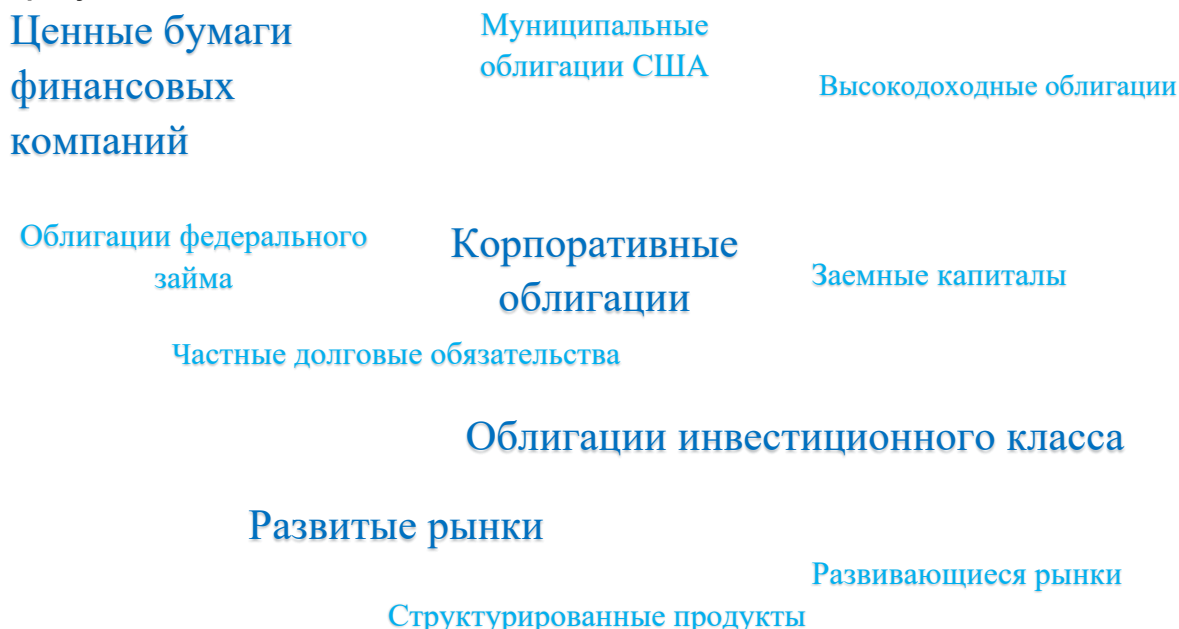 Ценные бумаги
финансовых
компаний
Муниципальные
облигации США
Высокодоходные облигации
Облигации федерального
займа
Корпоративные
облигации
Заемные капиталы
Частные долговые обязательства
Облигации инвестиционного класса
Развитые рынки
Развивающиеся рынки
Структурированные продукты